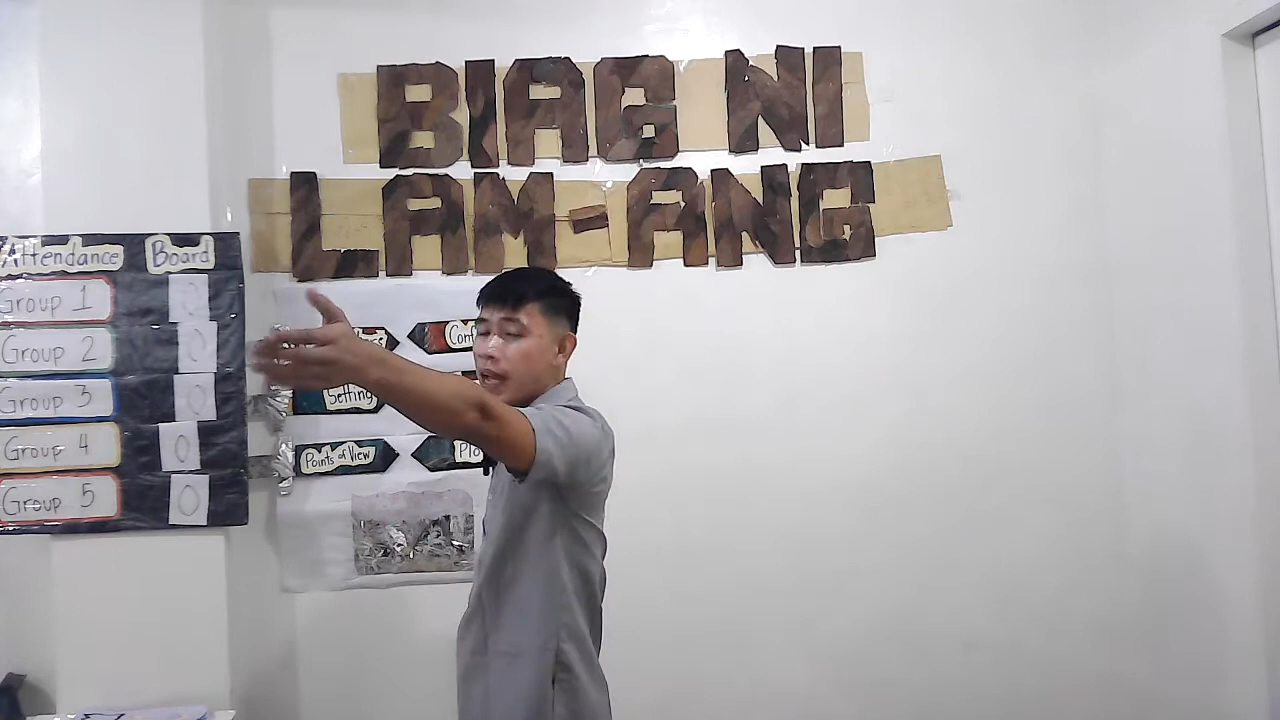 BIAG NI
LAM-ANG
Attendance Board
Group 1 0
Group 2 0
Group 3 0
Group 4 0
Group 5 0
Setting
Points of View